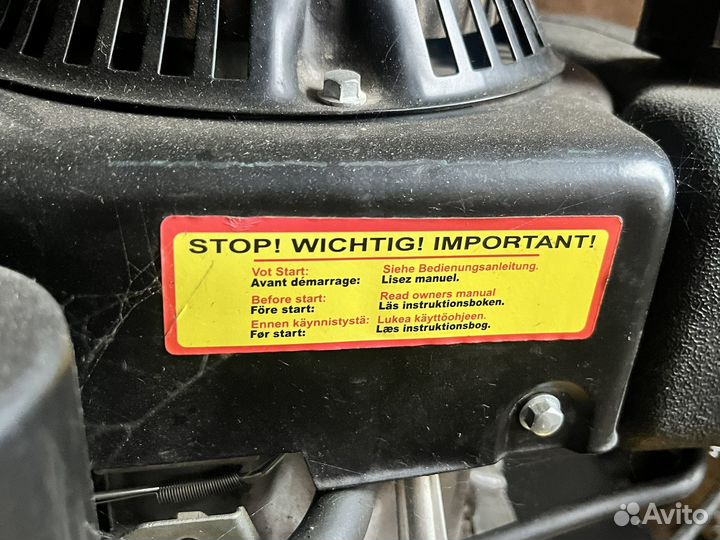 STOP! WICHTIG! IMPORTANT!
Vot Start: Siehe Bedienungsanleitung.
Avant démarrage: Lisez manuel.
Before start: Read owners manual
Före start: Läs instruktionsboken.
Ennen käynnistystä: Lukea käyttöohjeen.
Før start: Læs instruktionsbog.
Avito